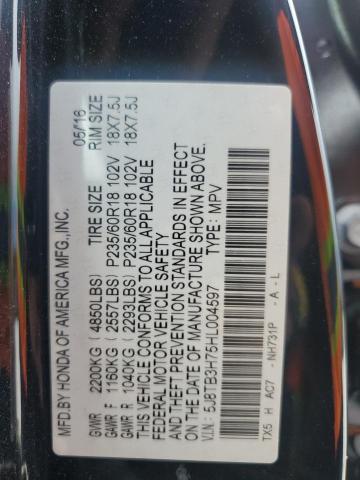 MFD.BY HONDA OF AMERICA MFG.,INC. 05/16
GVWR 2200KG (4850LBS) TIRE SIZE RIM SIZE
GAWR F 1160KG (2557LBS) P235/60R18 102V 18X7.5J
GAWR R 1040KG (2293LBS) P235/60R18 102V 18X7.5J
THIS VEHICLE CONFORMS TO ALL APPLICABLE
FEDERAL MOTOR VEHICLE SAFETY, BUMPER, AND
THEFT PREVENTION STANDARDS IN EFFECT
ON THE DATE OF MANUFACTURE SHOWN ABOVE.
V.I.N.: 5J8TB3H75HL004597 TYPE: MPV
TX5 H AC7 NH731P - A - L